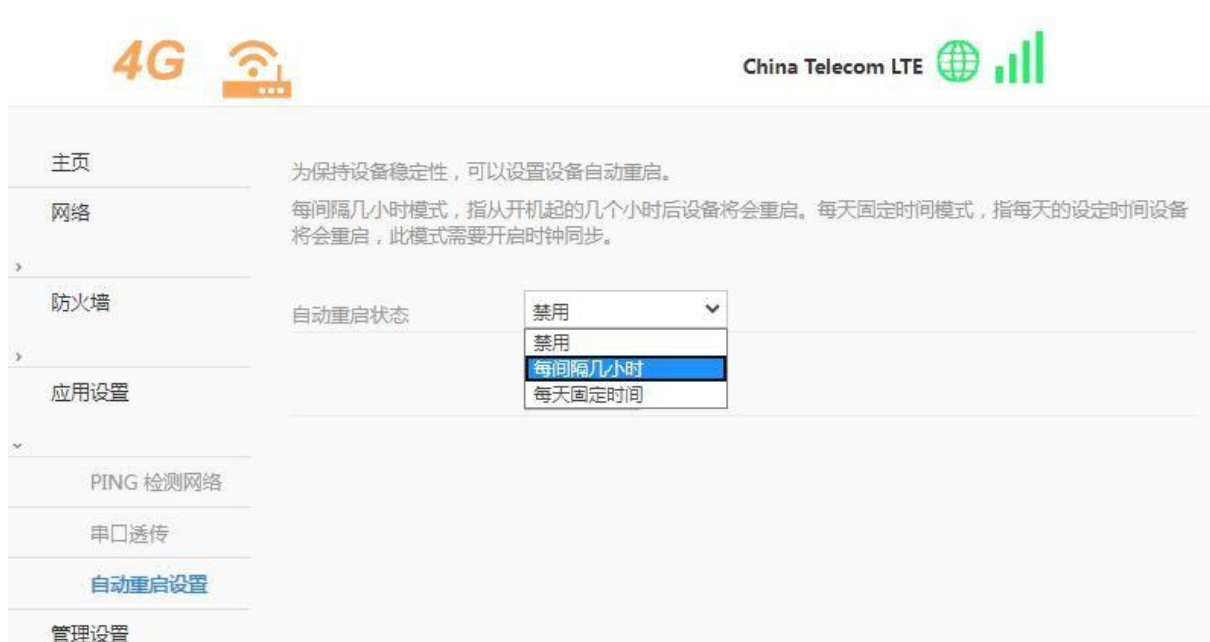 4G
China Telecom LTE
主页
网络
防火墙
应用设置
PING 检测网络
串口透传
自动重启设置
管理设置
为保持设备稳定性，可以设置设备自动重启。
每间隔几小时模式，指从开机起的几个小时后设备将会重启。每天固定时间模式，指每天的设定时间设备
将会重启，此模式需要开启时钟同步。
自动重启状态
禁用
禁用
每间隔几小时
每天固定时间